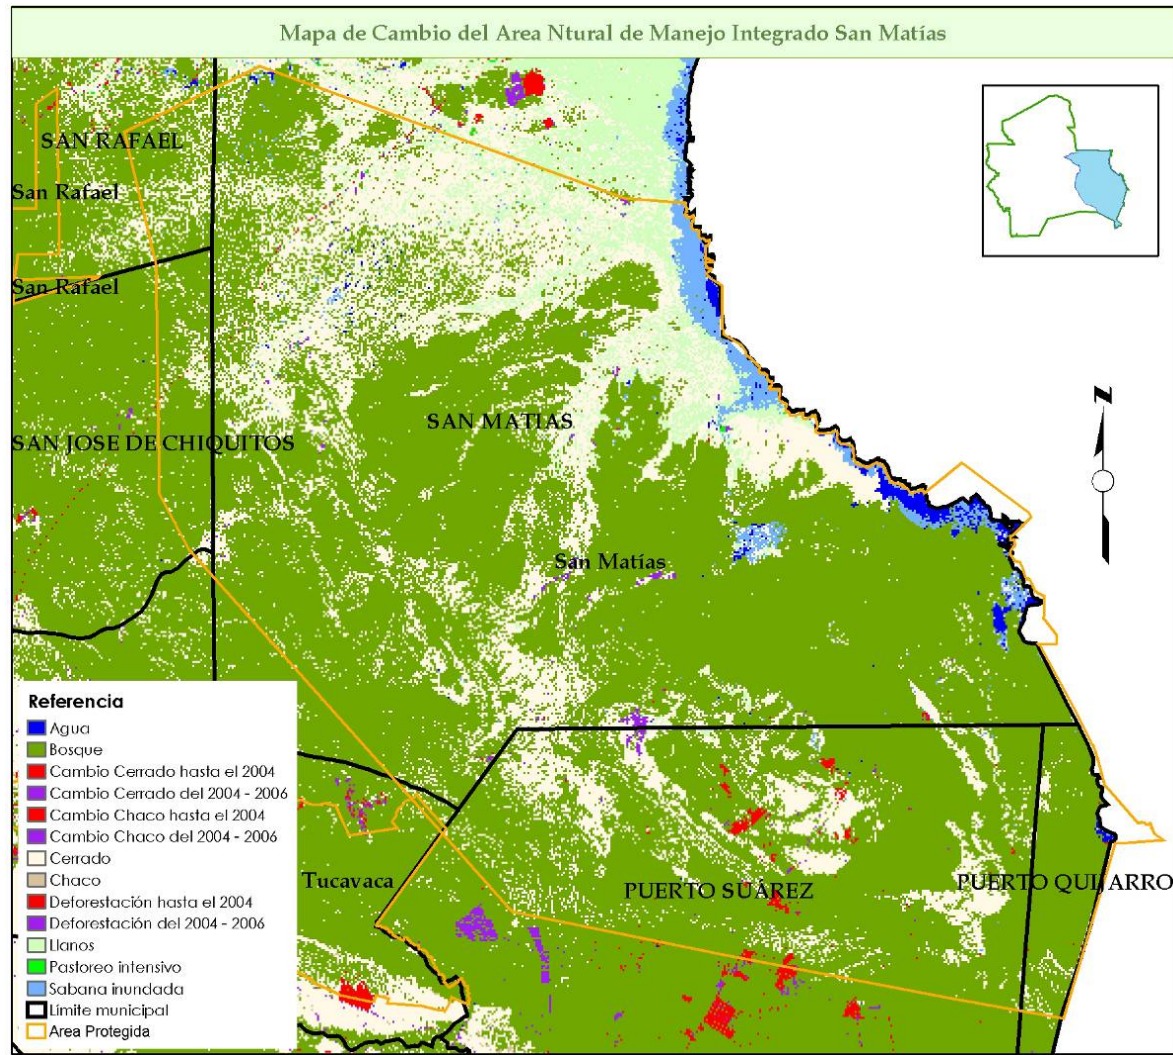 Mapa de Cambio del Area Ntural de Manejo Integrado San Matías
SAN RAFAEL
San Rafael
San Rafael
SAN MATIAS
SAN JOSE DE CHIQUITOS
N
San Matías
Referencia
Agua
Bosque
Cambio Cerrado hasta el 2004
Cambio Cerrado del 2004 - 2006
Cambio Chaco hasta el 2004
Cambio Chaco del 2004 - 2006
Cerrado
Chaco
Deforestación hasta el 2004
Deforestación del 2004 - 2006
Llanos
Pastoreo intensivo
Sabana inundada
Límite municipal
Area Protegida
Tucavaca
PUERTO SUÁREZ
PUERTO QUIJARRO